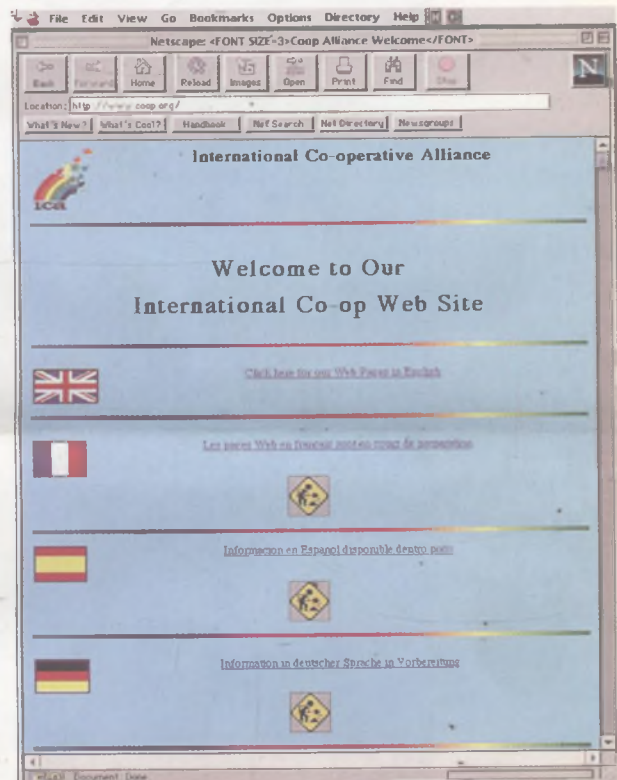 File Edit View Go Bookmarks Options Directory Help
Netscape: <FONT SIZE=3>Coop Alliance Welcome</FONT>
Back Forward Home Reload Images Open Print Find Stop
Location: http://www.coop.org/
What's New? What's Cool? Handbook Net Search Net Directory Newsgroups
N
International Co-operative Alliance
ica
Welcome to Our
International Co-op Web Site
Click here for our Web Pages in English
Les pages Web en francais sont en cours de preparation
Informacion en Espanol disponible dentro poco
Information in deutscher Sprache in Vorbereitung
Document: Done